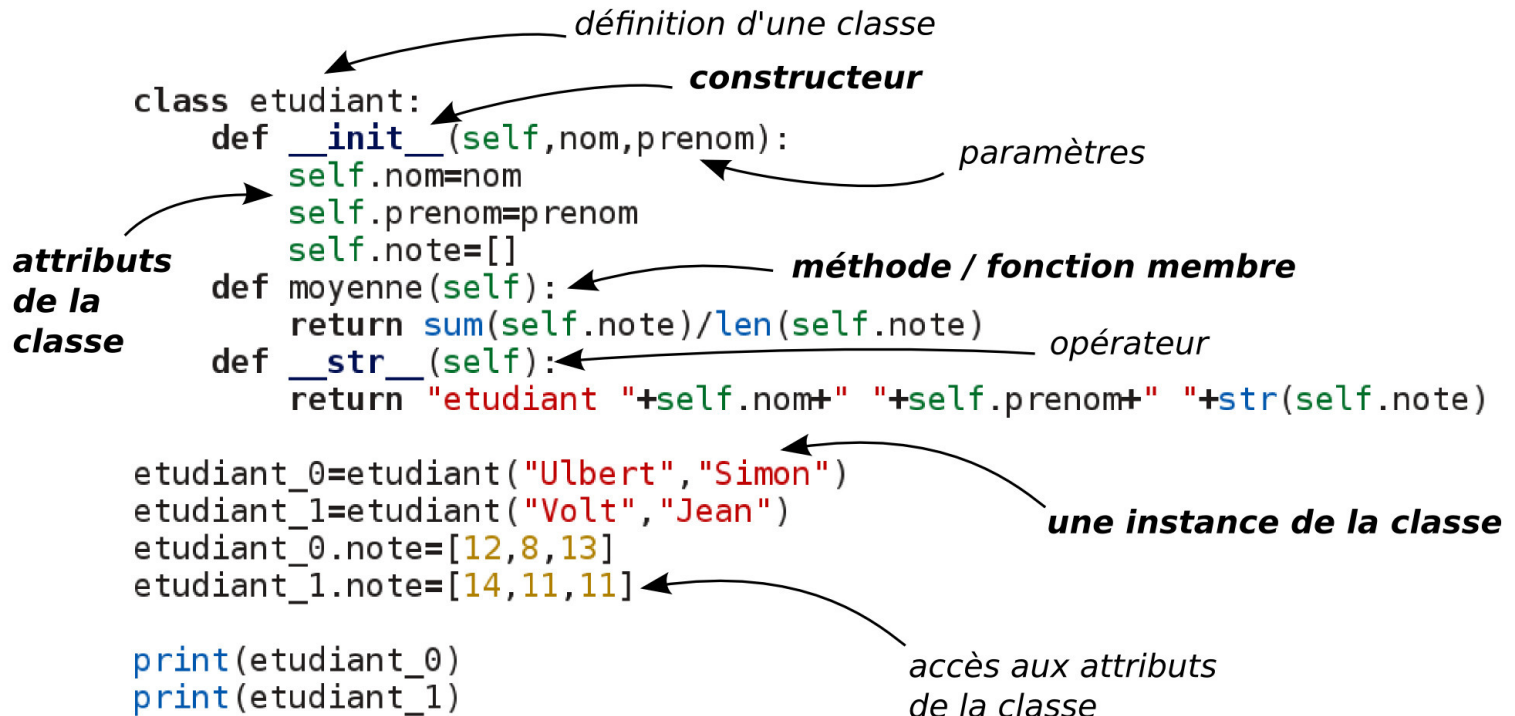 définition d'une classe
constructeur
class etudiant:
    def __init__(self,nom,prenom):
paramètres
        self.nom=nom
        self.prenom=prenom
        self.note=[]
attributs
de la
classe
méthode / fonction membre
    def moyenne(self):
        return sum(self.note)/len(self.note)
opérateur
    def __str__(self):
        return "etudiant "+self.nom+" "+self.prenom+" "+str(self.note)
etudiant_0=etudiant("Ulbert","Simon")
etudiant_1=etudiant("Volt","Jean")
une instance de la classe
etudiant_0.note=[12,8,13]
etudiant_1.note=[14,11,11]
accès aux attributs
de la classe
print(etudiant_0)
print(etudiant_1)